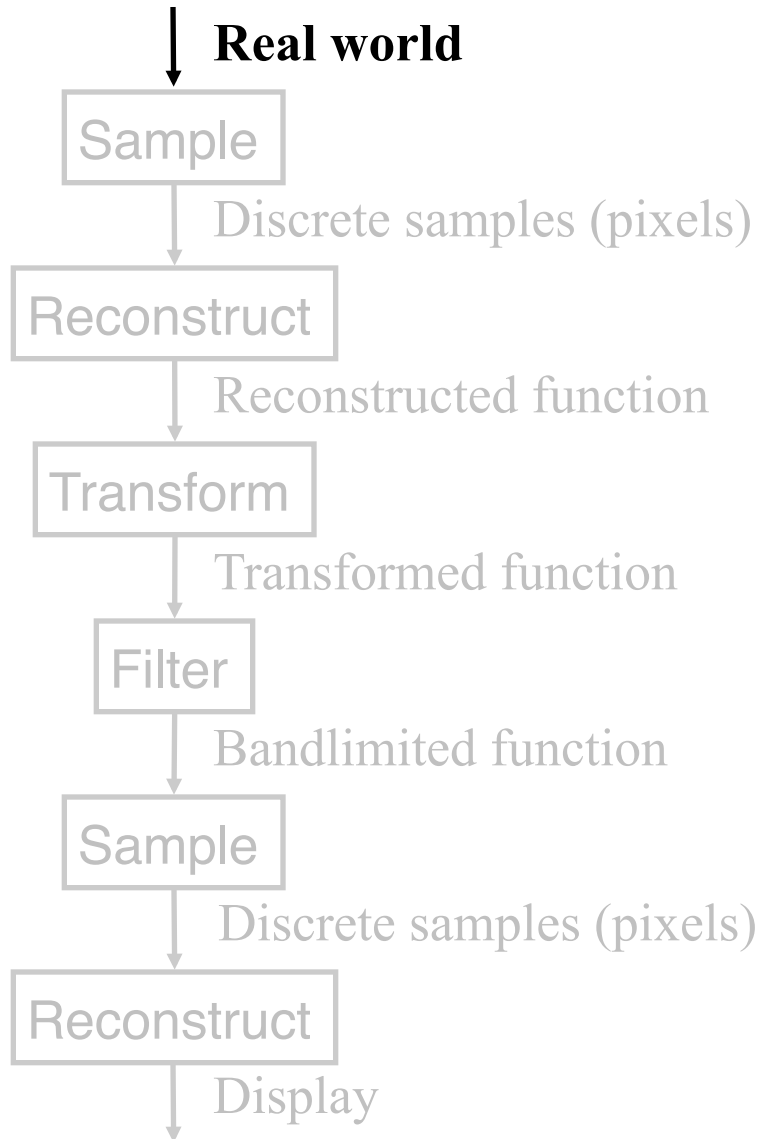 Real world
Sample
Discrete samples (pixels)
Reconstruct
Reconstructed function
Transform
Transformed function
Filter
Bandlimited function
Sample
Discrete samples (pixels)
Reconstruct
Display